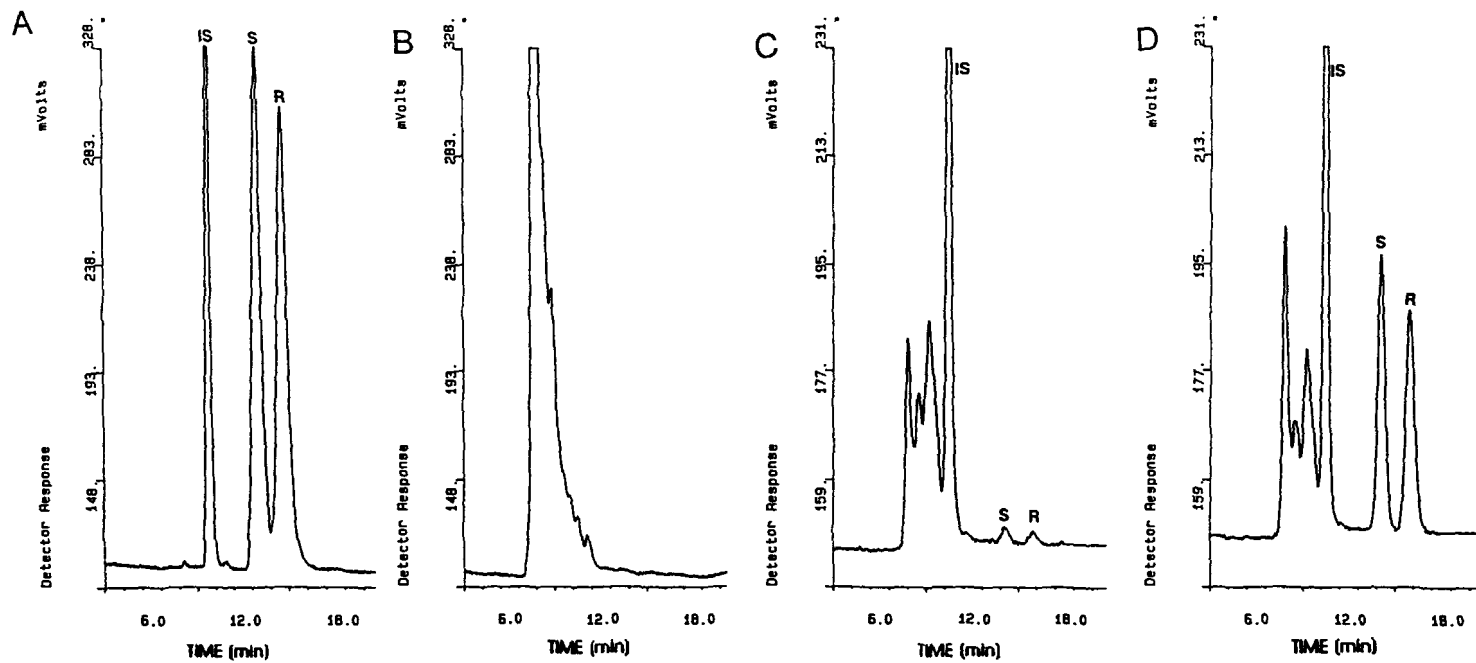 A
328.
mVolts
283.
238.
193.
148.
Detector Response
IS
S
R
6.0 12.0 18.0
TIME (min)
B
328.
mVolts
283.
238.
193.
148.
Detector Response
6.0 12.0 18.0
TIME (min)
C
231.
mVolts
213.
195.
177.
159.
Detector Response
IS
S
R
6.0 12.0 18.0
TIME (min)
D
231.
mVolts
213.
195.
177.
159.
Detector Response
IS
S
R
6.0 12.0 18.0
TIME (min)